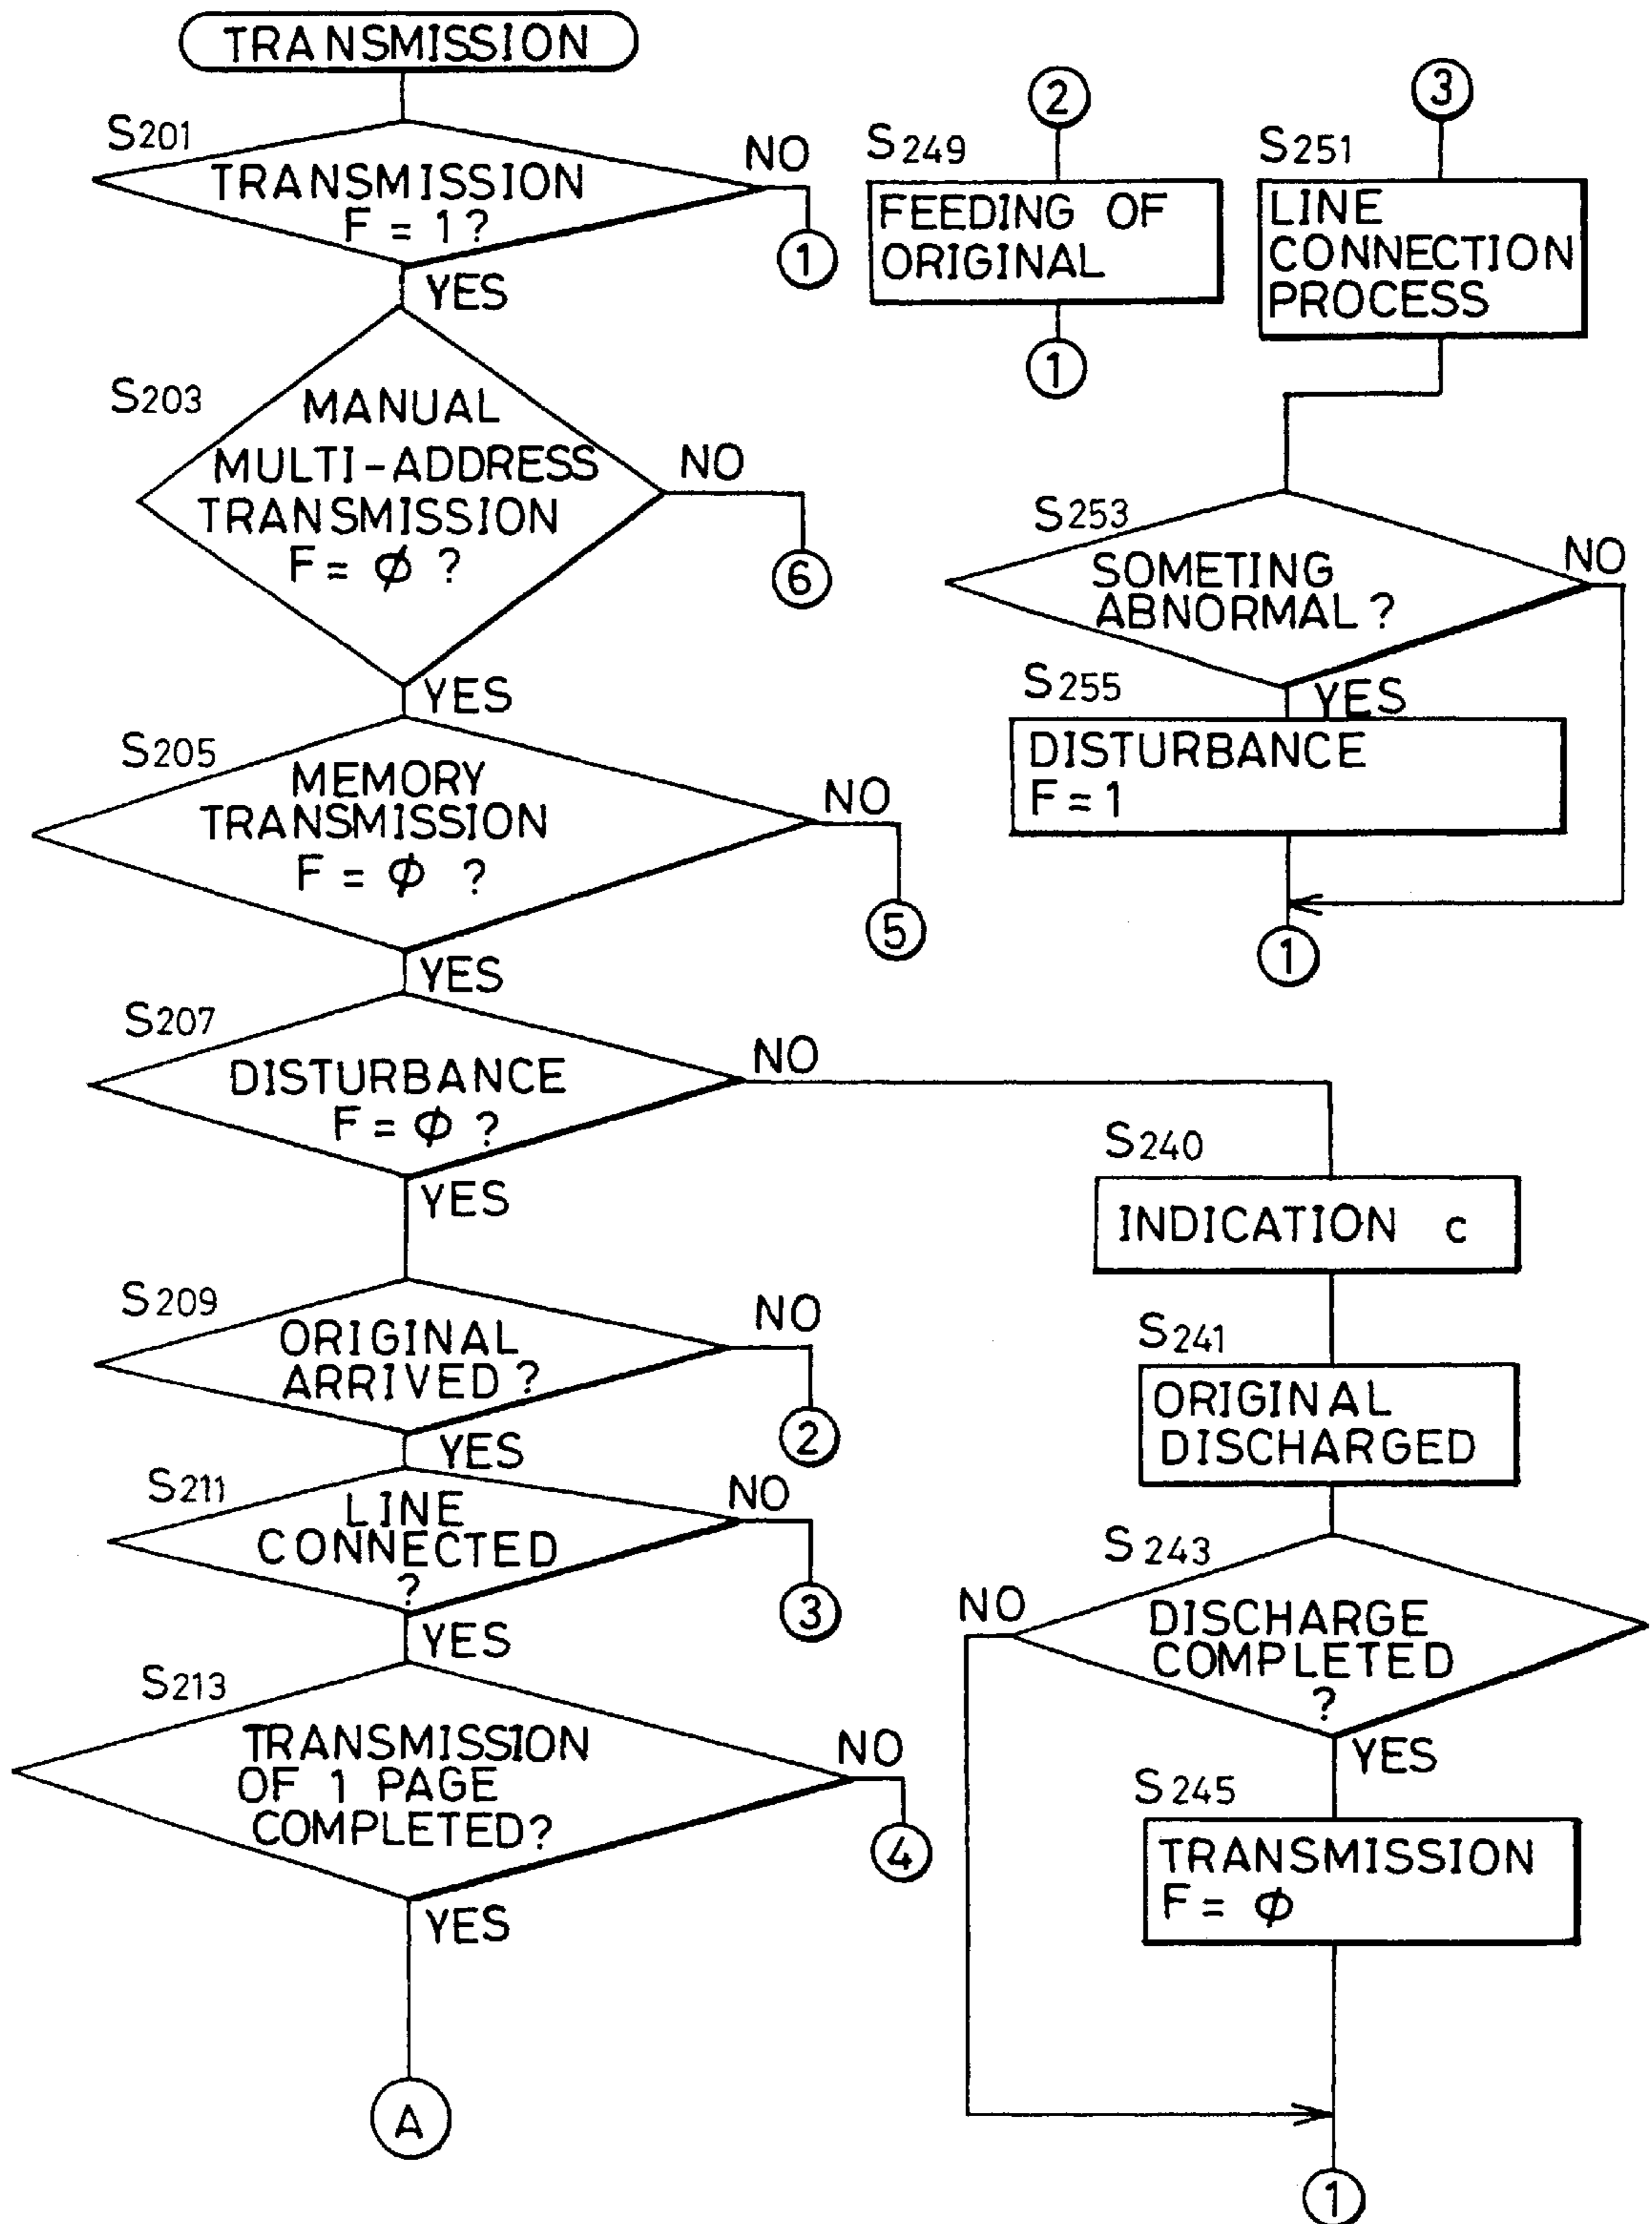 TRANSMISSION
S201
TRANSMISSION
F = 1 ?
NO
1
YES
S203
MANUAL
MULTI-ADDRESS
TRANSMISSION
F = ϕ ?
NO
6
YES
S205
MEMORY
TRANSMISSION
F = ϕ ?
NO
5
YES
S207
DISTURBANCE
F = ϕ ?
NO
YES
S209
ORIGINAL
ARRIVED ?
NO
2
YES
S211
LINE
CONNECTED
?
NO
3
YES
S213
TRANSMISSION
OF 1 PAGE
COMPLETED?
NO
4
YES
A
2
S249
FEEDING OF
ORIGINAL
1
3
S251
LINE
CONNECTION
PROCESS
S253
SOMETING
ABNORMAL ?
NO
YES
S255
DISTURBANCE
F = 1
1
S240
INDICATION c
S241
ORIGINAL
DISCHARGED
S243
DISCHARGE
COMPLETED
?
NO
YES
S245
TRANSMISSION
F = ϕ
1